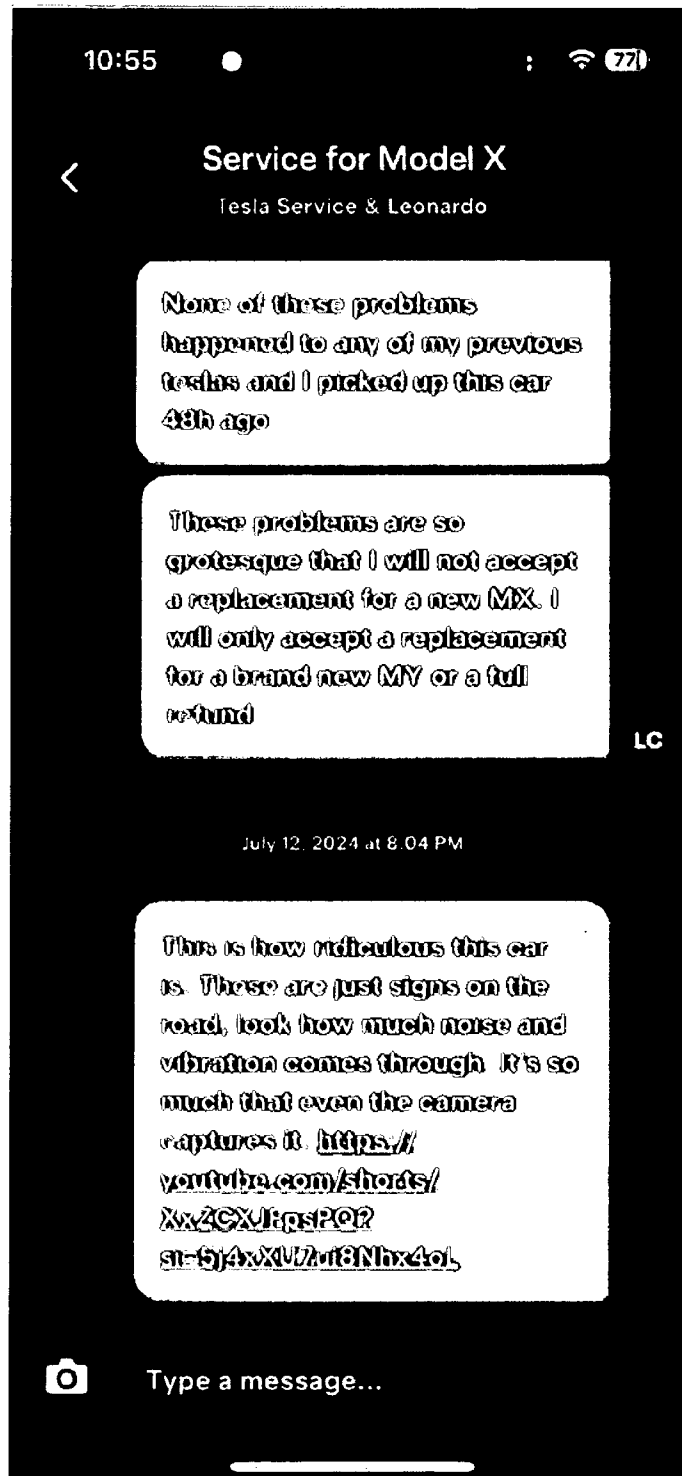 10:55
77
Service for Model X
Tesla Service & Leonardo
None of these problems
happened to any of my previous
teslas and I picked up this car
48h ago
These problems are so
grotesque that I will not accept
a replacement for a new MX. I
will only accept a replacement
for a brand new MY or a full
refund
LC
July 12, 2024 at 8:04 PM
This is how ridiculous this car
is. These are just signs on the
road, look how much noise and
vibration comes through. It's so
much that even the camera
captures it. https://
youtube.com/shorts/
Type a message...